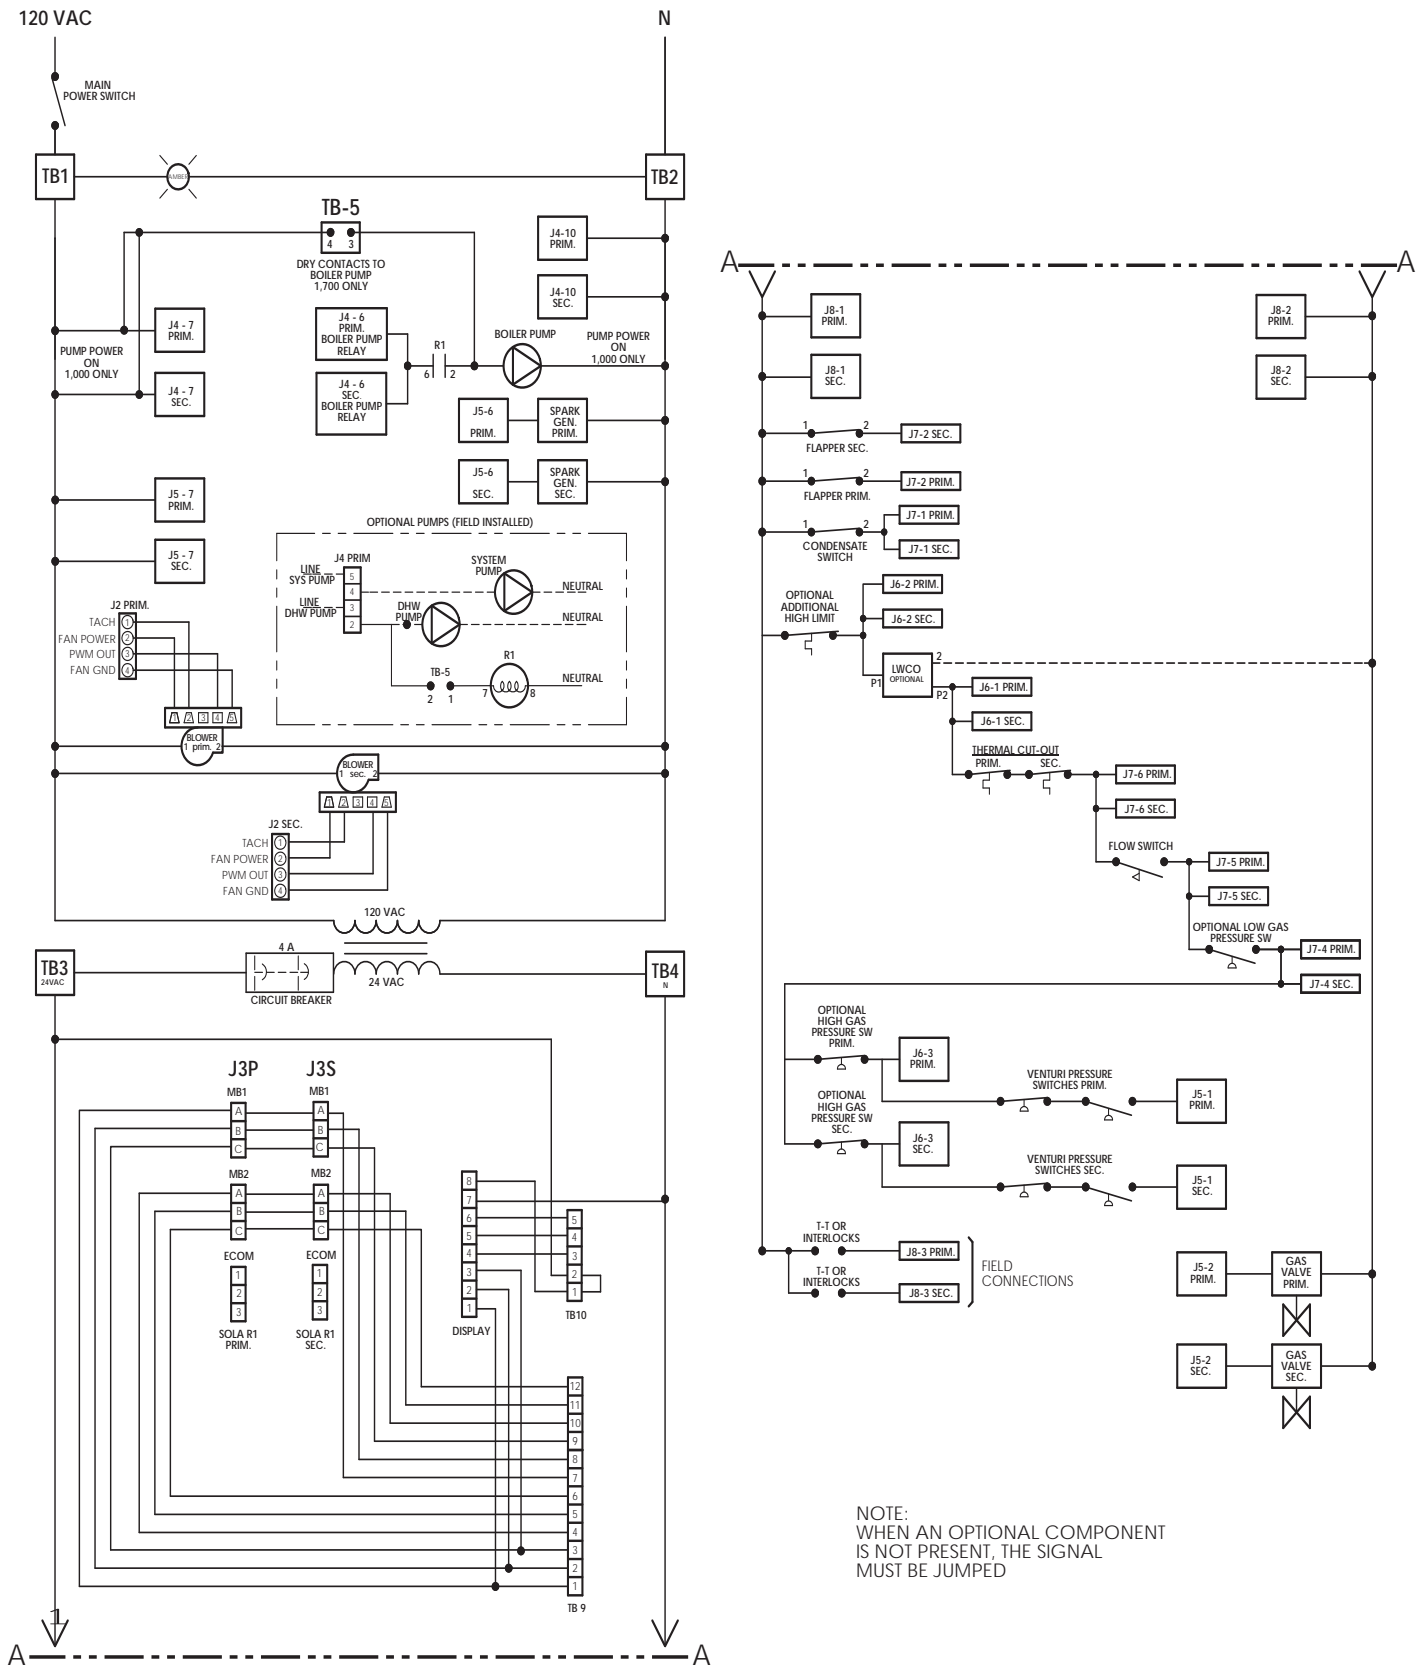 120 VAC
N
MAIN
POWER SWITCH
TB1
AMBER
TB2
TB-5
4 3
DRY CONTACTS TO
BOILER PUMP
1,700 ONLY
J4-10
PRIM.
J4-10
SEC.
J4 - 7
PRIM.
PUMP POWER
ON
1,000 ONLY
J4 - 7
SEC.
J4 - 6
PRIM.
BOILER PUMP
RELAY
J4 - 6
SEC.
BOILER PUMP
RELAY
R1
6 2
BOILER PUMP
PUMP POWER
ON
1,000 ONLY
J5-6
PRIM.
SPARK
GEN.
PRIM.
J5-6
SEC.
SPARK
GEN.
SEC.
J5 - 7
PRIM.
J5 - 7
SEC.
OPTIONAL PUMPS (FIELD INSTALLED)
J4 PRIM
LINE
SYS PUMP
LINE
DHW PUMP
5
4
3
2
SYSTEM
PUMP
NEUTRAL
DHW
PUMP
NEUTRAL
TB-5
2 1
R1
7 8
NEUTRAL
J2 PRIM.
TACH 1
FAN POWER 2
PWM OUT 3
FAN GND 4
1 2 3 4 5
BLOWER
1 prim. 2
BLOWER
1 sec. 2
1 2 3 4 5
J2 SEC.
TACH 1
FAN POWER 2
PWM OUT 3
FAN GND 4
120 VAC
TB3
24VAC
4 A
CIRCUIT BREAKER
24 VAC
TB4
N
J3P
J3S
MB1
A
B
C
MB1
A
B
C
MB2
A
B
C
MB2
A
B
C
ECOM
1
2
3
SOLA R1
PRIM.
ECOM
1
2
3
SOLA R1
SEC.
8
7
6
5
4
3
2
1
DISPLAY
5
4
3
2
1
TB10
12
11
10
9
8
7
6
5
4
3
2
1
TB 9
1
A A
A A
J8-1
PRIM.
J8-2
PRIM.
J8-1
SEC.
J8-2
SEC.
1 2
J7-2 SEC.
FLAPPER SEC.
1 2
J7-2 PRIM.
FLAPPER PRIM.
1 2
J7-1 PRIM.
J7-1 SEC.
CONDENSATE
SWITCH
OPTIONAL
ADDITIONAL
HIGH LIMIT
J6-2 PRIM.
J6-2 SEC.
LWCO
OPTIONAL
2
P1
P2
J6-1 PRIM.
J6-1 SEC.
THERMAL CUT-OUT
PRIM. SEC.
J7-6 PRIM.
J7-6 SEC.
FLOW SWITCH
J7-5 PRIM.
J7-5 SEC.
OPTIONAL LOW GAS
PRESSURE SW
J7-4 PRIM.
J7-4 SEC.
OPTIONAL
HIGH GAS
PRESSURE SW
PRIM.
J6-3
PRIM.
VENTURI PRESSURE
SWITCHES PRIM.
J5-1
PRIM.
OPTIONAL
HIGH GAS
PRESSURE SW
SEC.
J6-3
SEC.
VENTURI PRESSURE
SWITCHES SEC.
J5-1
SEC.
T-T OR
INTERLOCKS
J8-3 PRIM.
T-T OR
INTERLOCKS
J8-3 SEC.
FIELD
CONNECTIONS
J5-2
PRIM.
GAS
VALVE
PRIM.
J5-2
SEC.
GAS
VALVE
SEC.
NOTE:
WHEN AN OPTIONAL COMPONENT
IS NOT PRESENT, THE SIGNAL
MUST BE JUMPED